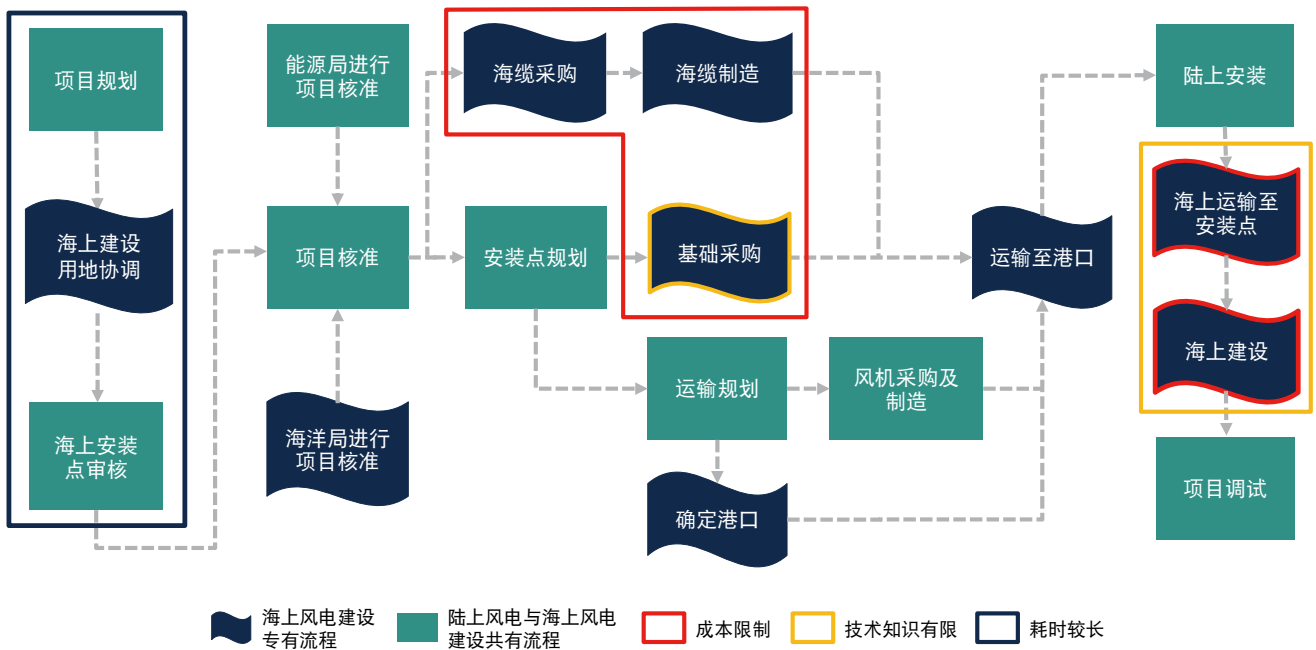 项目规划
海上建设
用地协调
海上安装
点审核
能源局进行
项目核准
项目核准
海洋局进行
项目核准
海缆采购
海缆制造
安装点规划
基础采购
运输规划
风机采购及
制造
确定港口
运输至港口
陆上安装
海上运输至
安装点
海上建设
项目调试
海上风电建设
专有流程
陆上风电与海上风电
建设共有流程
成本限制
技术知识有限
耗时较长